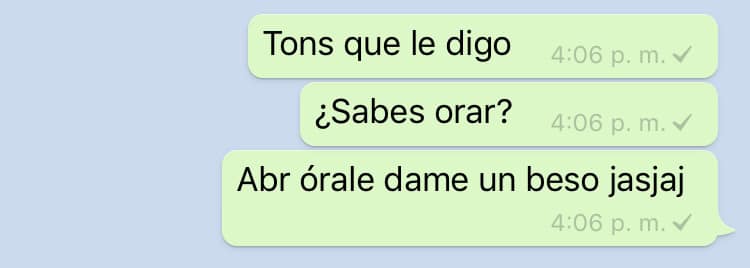 Tons que le digo
4:06 p. m.
¿Sabes orar?
4:06 p. m.
Abr órale dame un beso jasjaj
4:06 p. m.